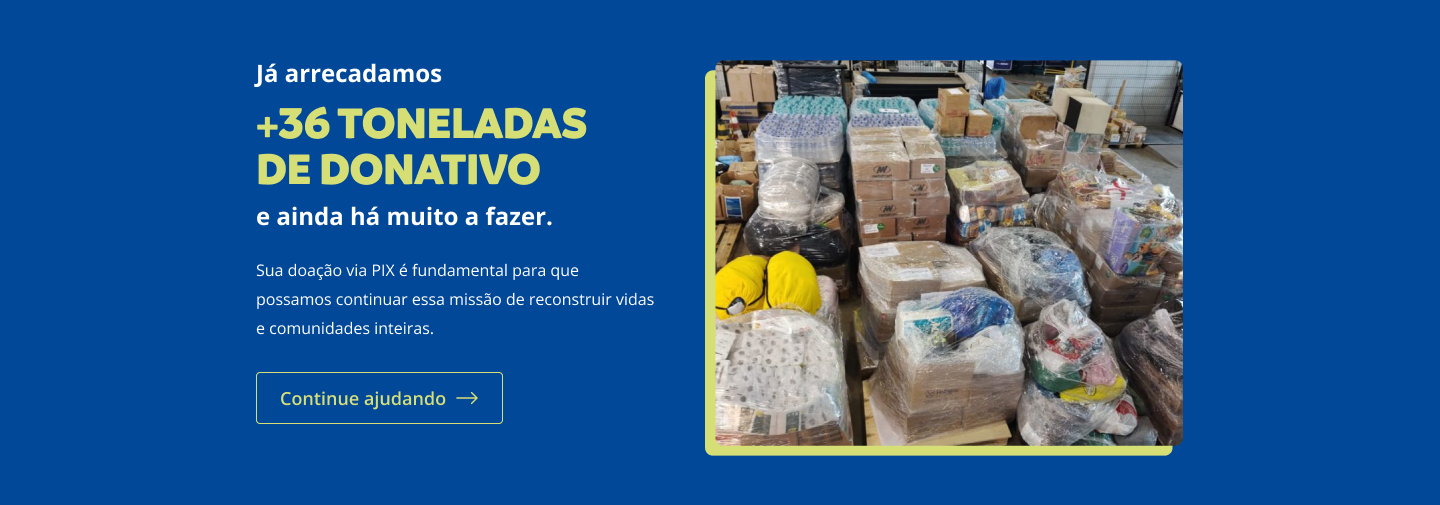 Já arrecadamos
+36 TONELADAS
DE DONATIVO
e ainda há muito a fazer.
Sua doação via PIX é fundamental para que
possamos continuar essa missão de reconstruir vidas
e comunidades inteiras.
Continue ajudando